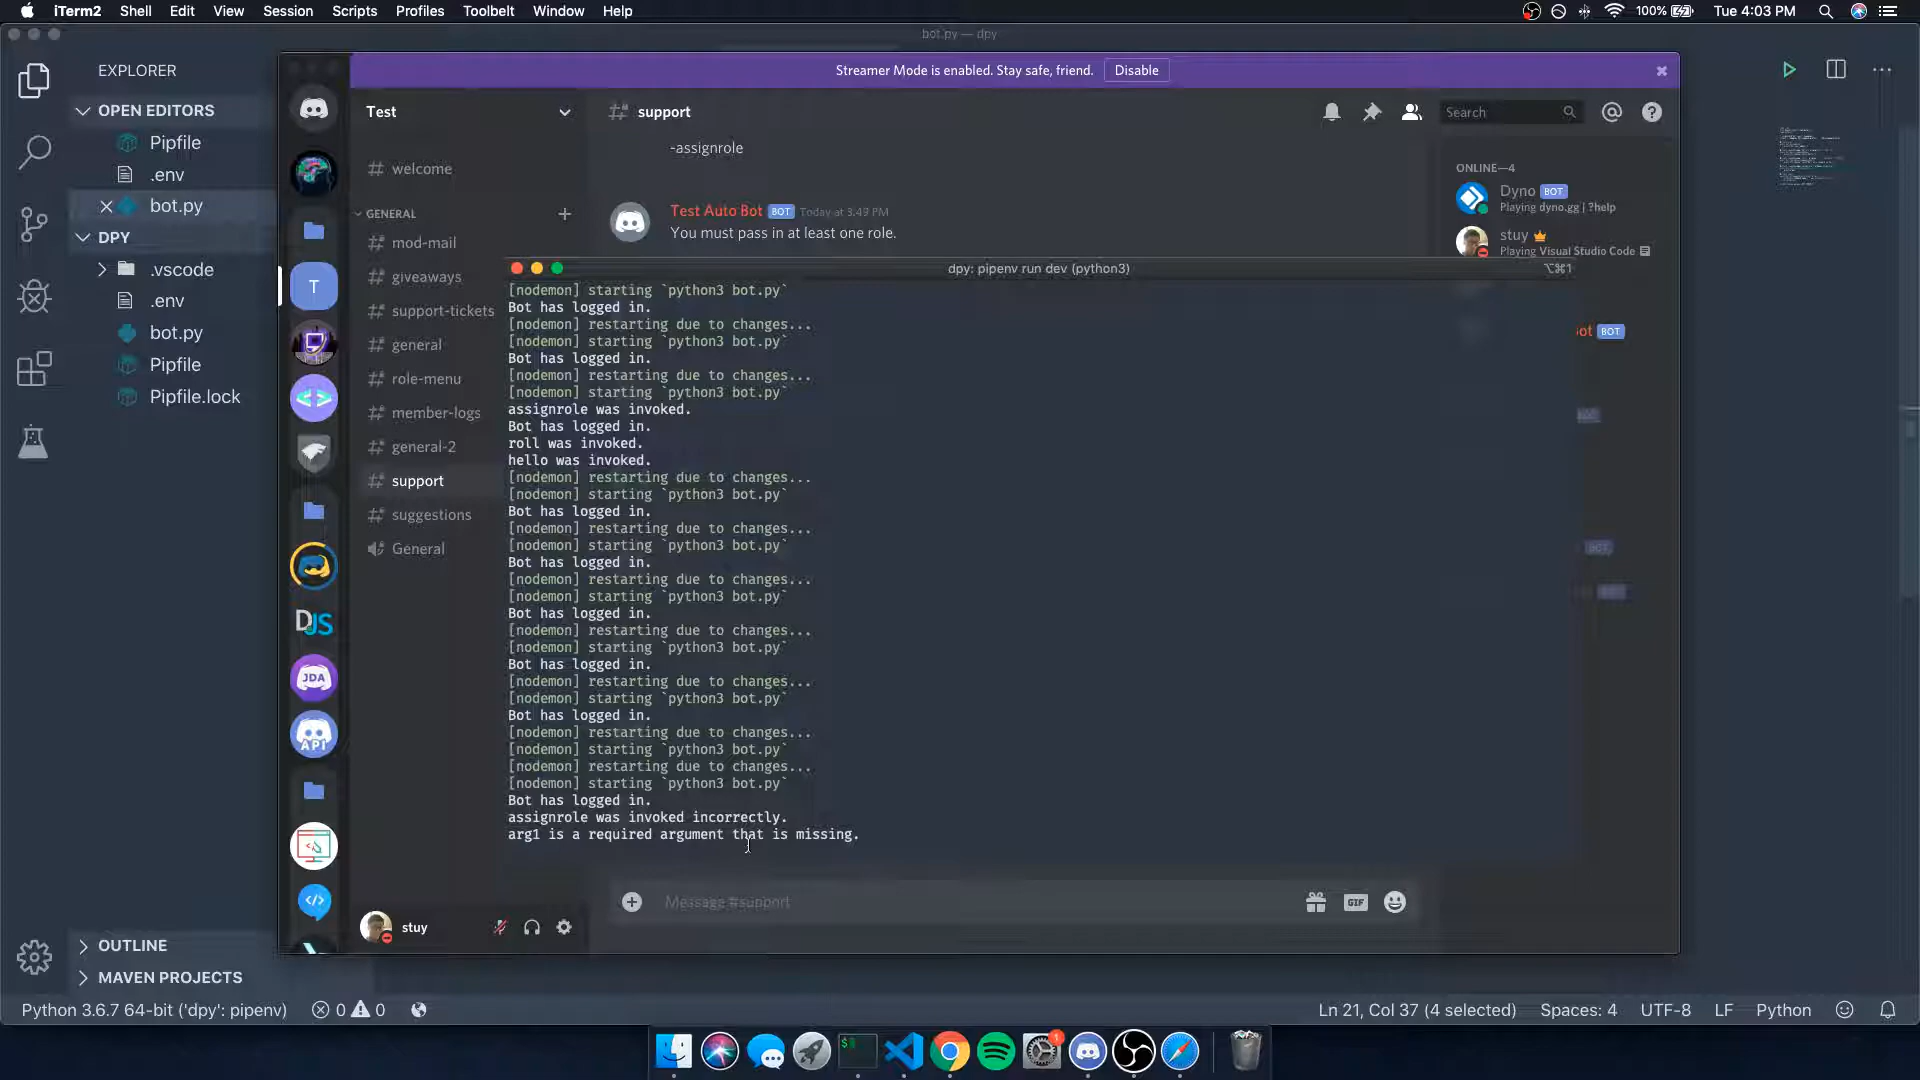 iTerm2 Shell Edit View Session Scripts Profiles Toolbelt Window Help 100% Tue 4:03 PM
bot.py — dpy
EXPLORER
OPEN EDITORS
Pipfile
.env
bot.py
DPY
.vscode
.env
bot.py
Pipfile
Pipfile.lock
OUTLINE
MAVEN PROJECTS
Streamer Mode is enabled. Stay safe, friend. Disable
Test
# support
Search
welcome
GENERAL
mod-mail
giveaways
support-tickets
general
role-menu
member-logs
general-2
support
suggestions
General
T
DJS
JDA
API
stuy
-assignrole
Test Auto Bot BOT Today at 3:49 PM
You must pass in at least one role.
ONLINE—4
Dyno BOT
Playing dyno.gg | ?help
stuy
Playing Visual Studio Code
ot BOT
BOT
dpy: pipenv run dev (python3)
⌥⌘1
[nodemon] starting `python3 bot.py`
Bot has logged in.
[nodemon] restarting due to changes...
[nodemon] starting `python3 bot.py`
Bot has logged in.
[nodemon] restarting due to changes...
[nodemon] starting `python3 bot.py`
assignrole was invoked.
Bot has logged in.
roll was invoked.
hello was invoked.
[nodemon] restarting due to changes...
[nodemon] starting `python3 bot.py`
Bot has logged in.
[nodemon] restarting due to changes...
[nodemon] starting `python3 bot.py`
Bot has logged in.
[nodemon] restarting due to changes...
[nodemon] starting `python3 bot.py`
Bot has logged in.
[nodemon] restarting due to changes...
[nodemon] starting `python3 bot.py`
Bot has logged in.
[nodemon] restarting due to changes...
[nodemon] starting `python3 bot.py`
Bot has logged in.
[nodemon] restarting due to changes...
[nodemon] starting `python3 bot.py`
[nodemon] restarting due to changes...
[nodemon] starting `python3 bot.py`
Bot has logged in.
assignrole was invoked incorrectly.
arg1 is a required argument that is missing.
Message #support
GIF
Python 3.6.7 64-bit ('dpy': pipenv) 0 0 Ln 21, Col 37 (4 selected) Spaces: 4 UTF-8 LF Python
$
1